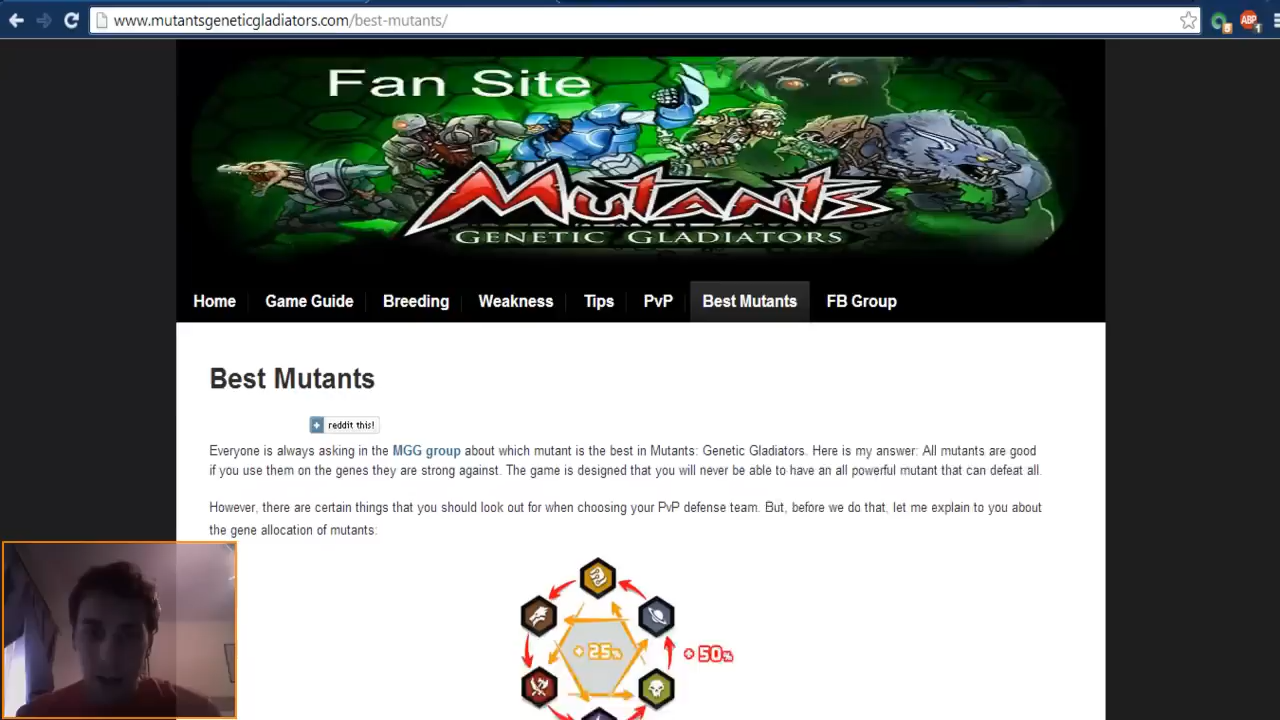 www.mutantsgeneticgladiators.com/best-mutants/
ABP
5
1
Fan Site
MUTANTS
GENETIC GLADIATORS
Home
Game Guide
Breeding
Weakness
Tips
PvP
Best Mutants
FB Group
Best Mutants
reddit this!
Everyone is always asking in the MGG group about which mutant is the best in Mutants: Genetic Gladiators. Here is my answer: All mutants are good
if you use them on the genes they are strong against. The game is designed that you will never be able to have an all powerful mutant that can defeat all.
However, there are certain things that you should look out for when choosing your PvP defense team. But, before we do that, let me explain to you about
the gene allocation of mutants:
+ 25%
+ 50%